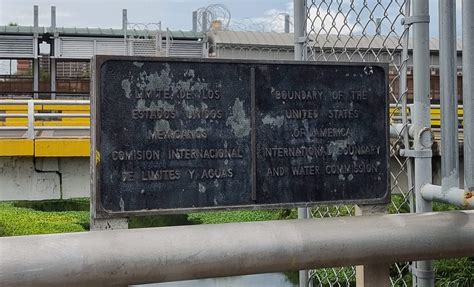 LIMITE DE LOS
ESTADOS UNIDOS
MEXICANOS
COMISION INTERNACIONAL
DE LIMITES Y AGUAS
BOUNDARY OF THE
UNITED STATES
OF AMERICA
INTERNATIONAL BOUNDARY
AND WATER COMMISSION